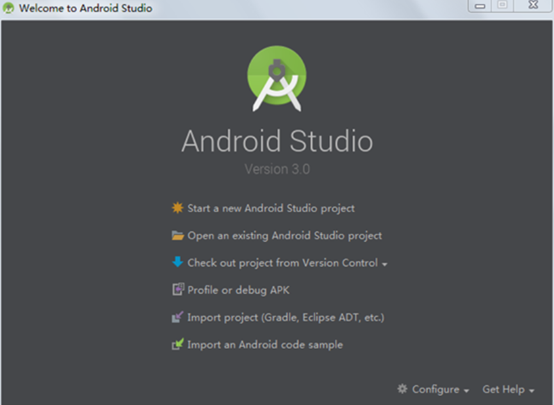 Welcome to Android Studio
Android Studio
Version 3.0
Start a new Android Studio project
Open an existing Android Studio project
Check out project from Version Control
Profile or debug APK
Import project (Gradle, Eclipse ADT, etc.)
Import an Android code sample
Configure Get Help